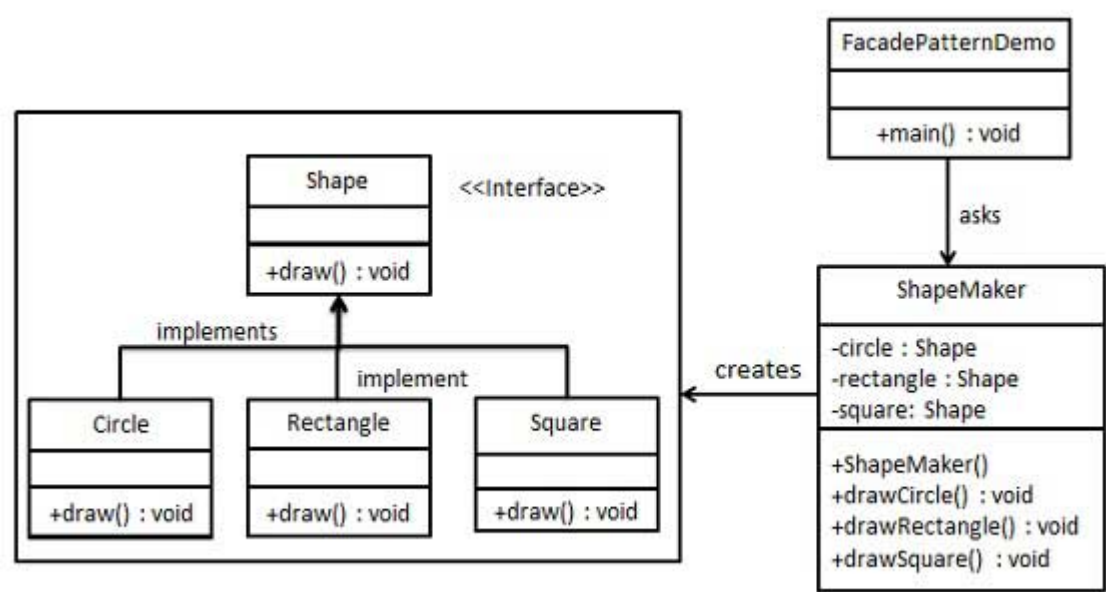 FacadePatternDemo
+main() : void
asks
Shape
<<Interface>>
+draw() : void
implements
implement
Circle
+draw() : void
Rectangle
+draw() : void
Square
+draw() : void
creates
ShapeMaker
-circle : Shape
-rectangle : Shape
-square: Shape
+ShapeMaker()
+drawCircle() : void
+drawRectangle() : void
+drawSquare() : void